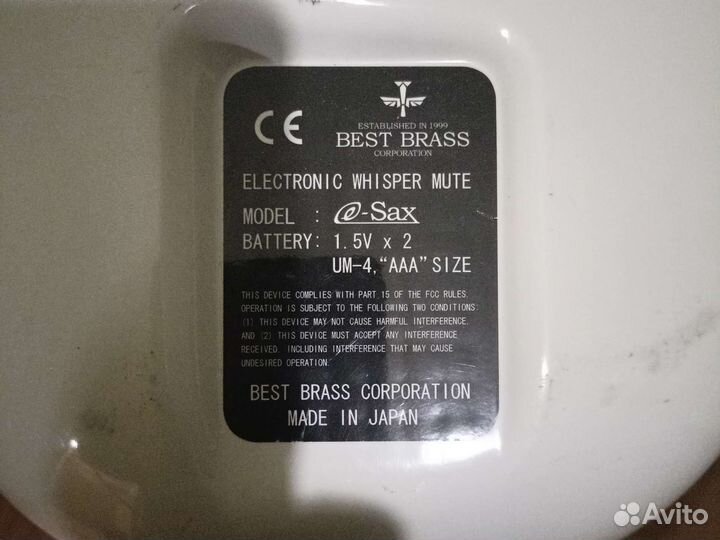 CE
ESTABLISHED IN 1999
BEST BRASS
CORPORATION
ELECTRONIC WHISPER MUTE
MODEL : e-Sax
BATTERY: 1.5V x 2
UM-4,“AAA”SIZE
THIS DEVICE COMPLIES WITH PART 15 OF THE FCC RULES.
OPERATION IS SUBJECT TO THE FOLLOWING TWO CONDITIONS:
(1) THIS DEVICE MAY NOT CAUSE HARMFUL INTERFERENCE,
AND (2) THIS DEVICE MUST ACCEPT ANY INTERFERENCE
RECEIVED, INCLUDING INTERFERENCE THAT MAY CAUSE
UNDESIRED OPERATION.
BEST BRASS CORPORATION
MADE IN JAPAN
Avito